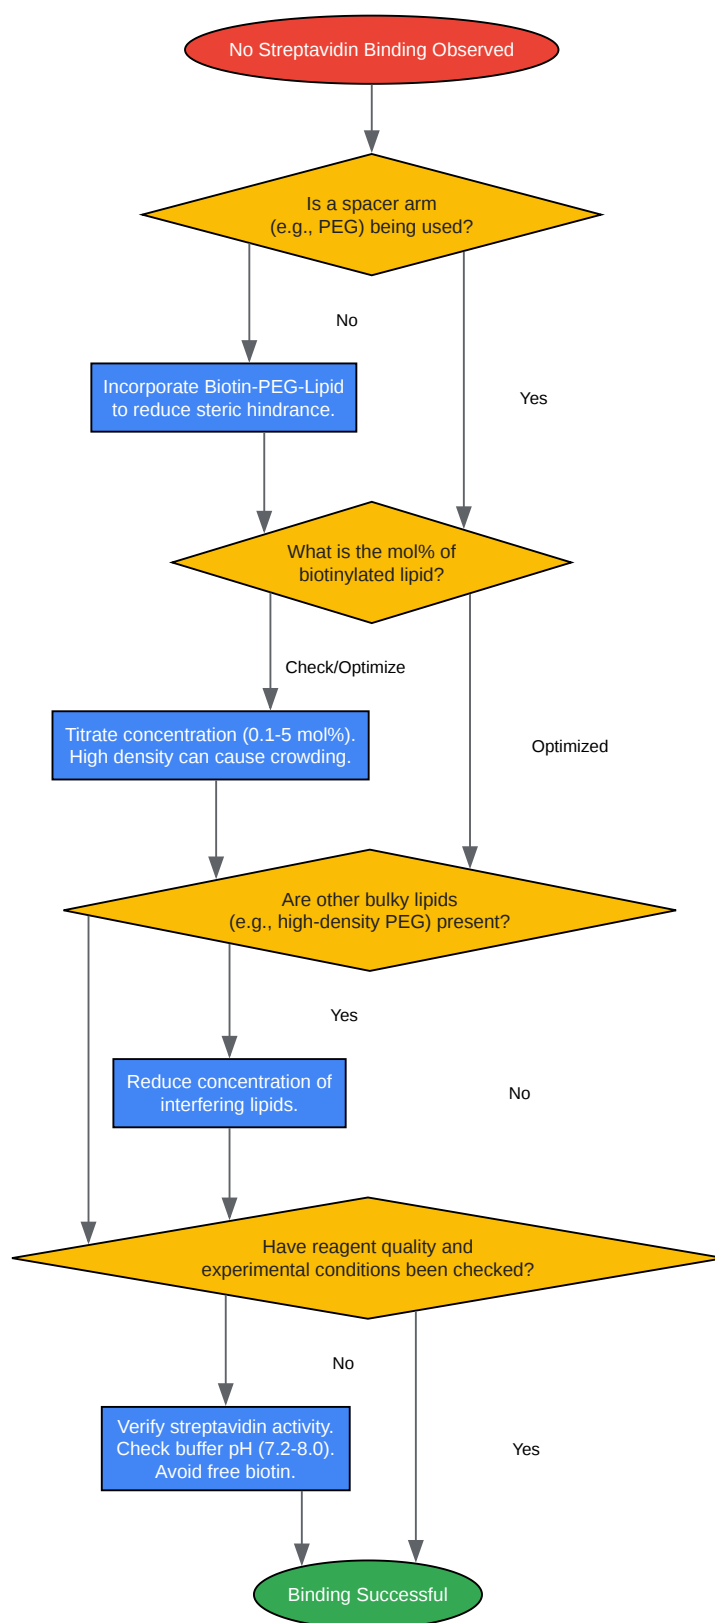 No Streptavidin Binding Observed
Is a spacer arm
(e.g., PEG) being used?
No
Incorporate Biotin-PEG-Lipid
to reduce steric hindrance.
Yes
What is the mol% of
biotinylated lipid?
Check/Optimize
Titrate concentration (0.1-5 mol%).
High density can cause crowding.
Optimized
Are other bulky lipids
(e.g., high-density PEG) present?
Yes
Reduce concentration of
interfering lipids.
No
Have reagent quality and
experimental conditions been checked?
No
Verify streptavidin activity.
Check buffer pH (7.2-8.0).
Avoid free biotin.
Yes
Binding Successful